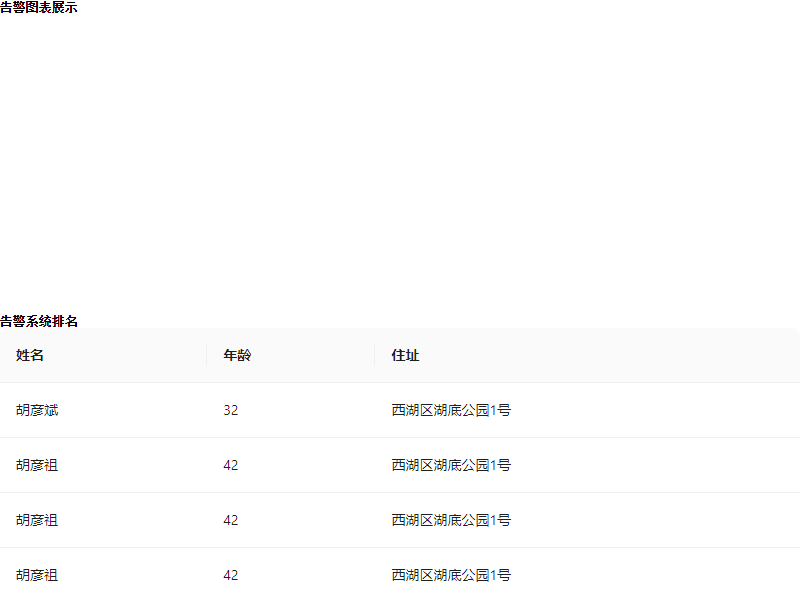 告警图表展示
告警系统排名
姓名 年龄 住址
胡彦斌 32 西湖区湖底公园1号
胡彦祖 42 西湖区湖底公园1号
胡彦祖 42 西湖区湖底公园1号
胡彦祖 42 西湖区湖底公园1号